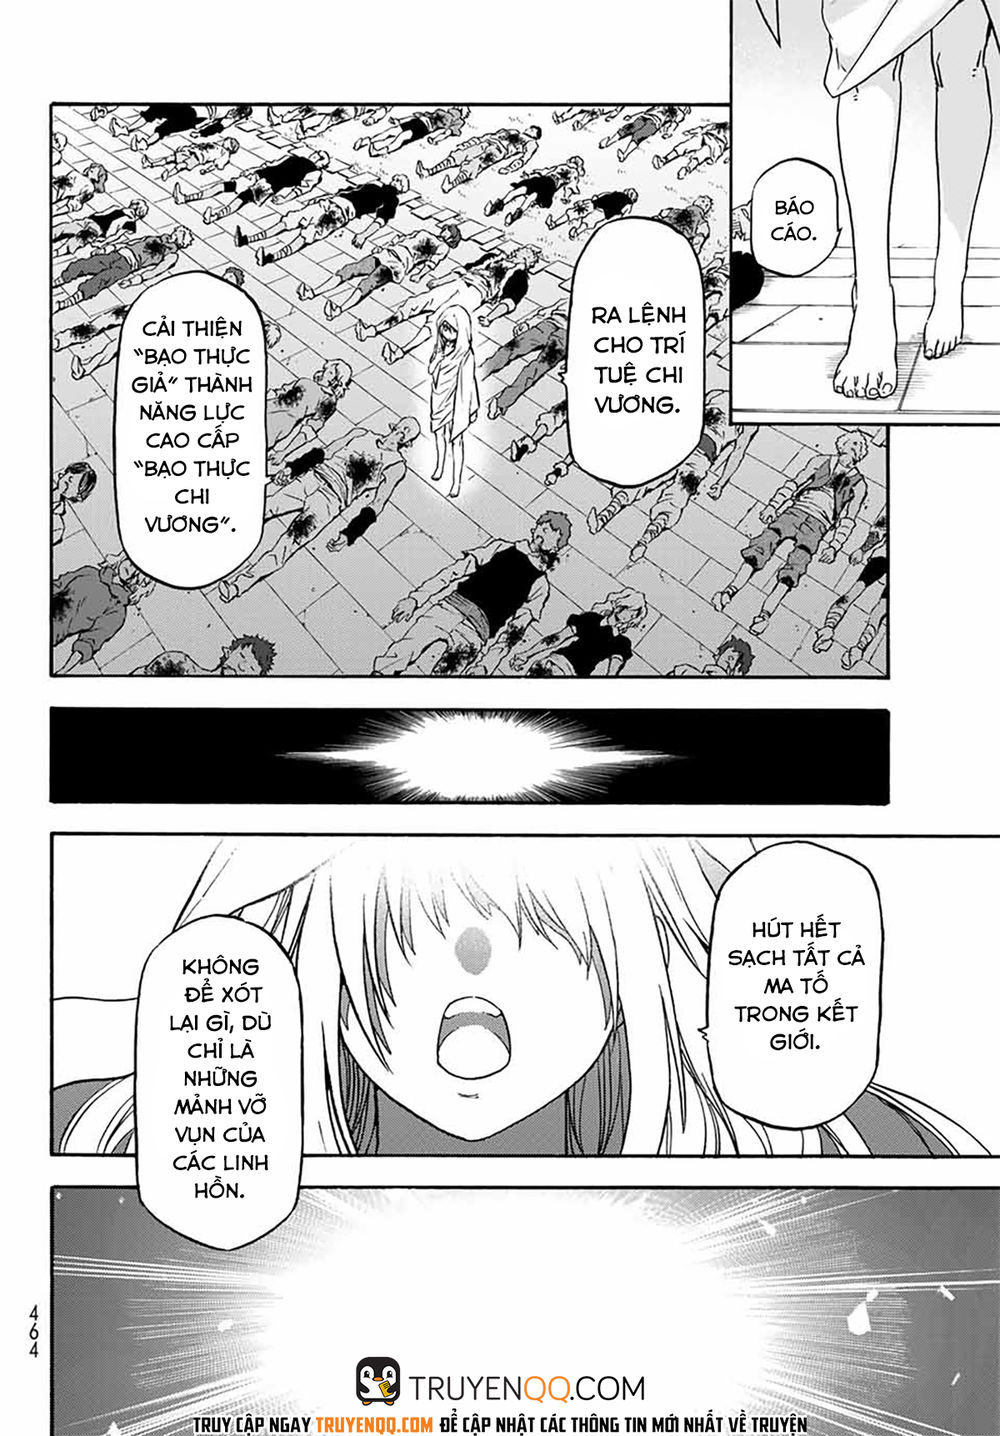 BÁO
CÁO.
RA LỆNH
CHO TRÍ
TUỆ CHI
VƯƠNG.
CẢI THIỆN
“BẠO THỰC
GIẢ” THÀNH
NĂNG LỰC
CAO CẤP
“BẠO THỰC
CHI
VƯƠNG”.
HÚT HẾT
SẠCH TẤT CẢ
MA TỐ
TRONG KẾT
GIỚI.
KHÔNG
ĐỂ XÓT
LẠI GÌ, DÙ
CHỈ LÀ
NHỮNG
MẢNH VỠ
VỤN CỦA
CÁC LINH
HỒN.
464
TRUYENQQ.COM
TRUY CẬP NGAY TRUYENQQ.COM ĐỂ CẬP NHẬT CÁC THÔNG TIN MỚI NHẤT VỀ TRUYỆN